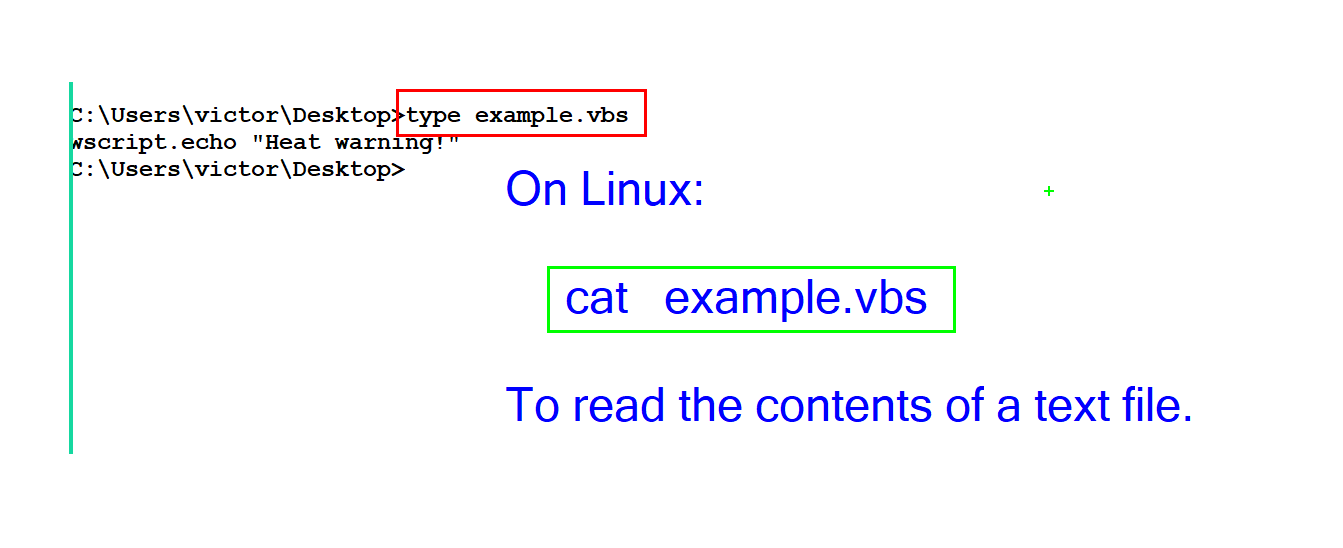 C:\Users\victor\Desktop>type example.vbs
wscript.echo "Heat warning!"
C:\Users\victor\Desktop>
On Linux:
cat example.vbs
To read the contents of a text file.